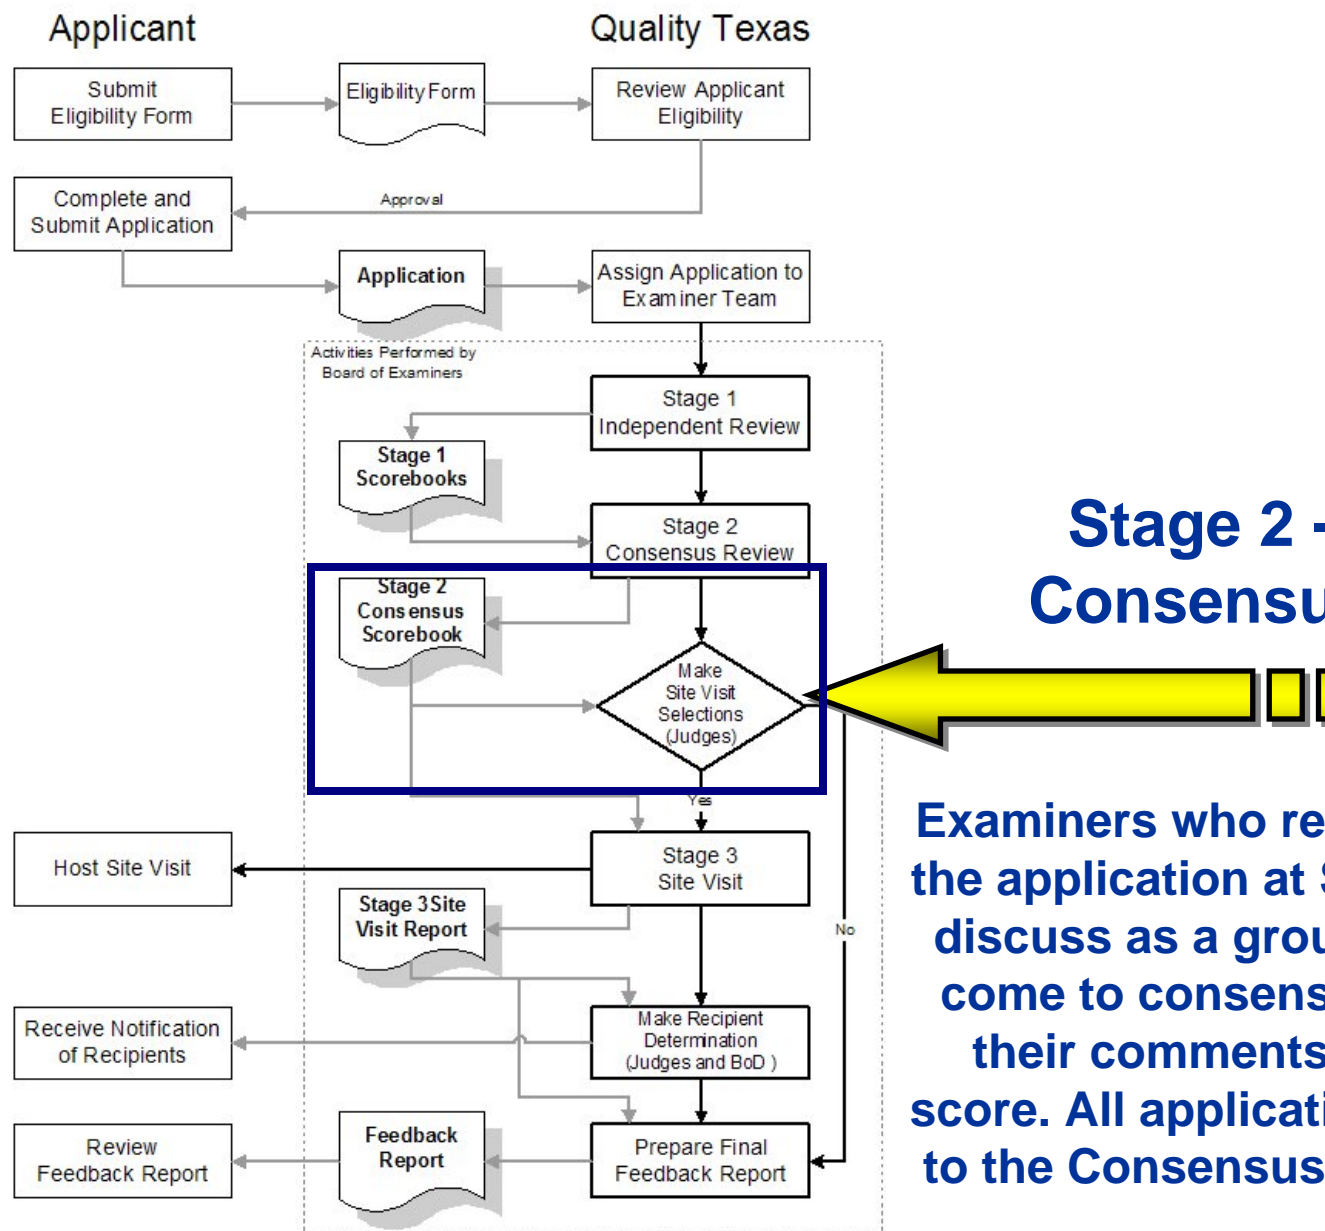 Applicant
Quality Texas
Submit
Eligibility Form
Eligibility Form
Review Applicant
Eligibility
Complete and
Submit Application
Approval
Application
Assign Application to
Examiner Team
Activities Performed by
Board of Examiners
Stage 1
Independent Review
Stage 1
Scorebooks
Stage 2
Consensus Review
Stage 2
Consensus
Scorebook
Make
Site Visit
Selections
(Judges)
Yes
Host Site Visit
Stage 3
Site Visit
Stage 3Site
Visit Report
No
Receive Notification
of Recipients
Make Recipient
Determination
(Judges and BoD )
Review
Feedback Report
Feedback
Report
Prepare Final
Feedback Report
Stage 2 -
Consensu
Examiners who re
the application at S
discuss as a grou
come to consens
their comments
score. All applicati
to the Consensus